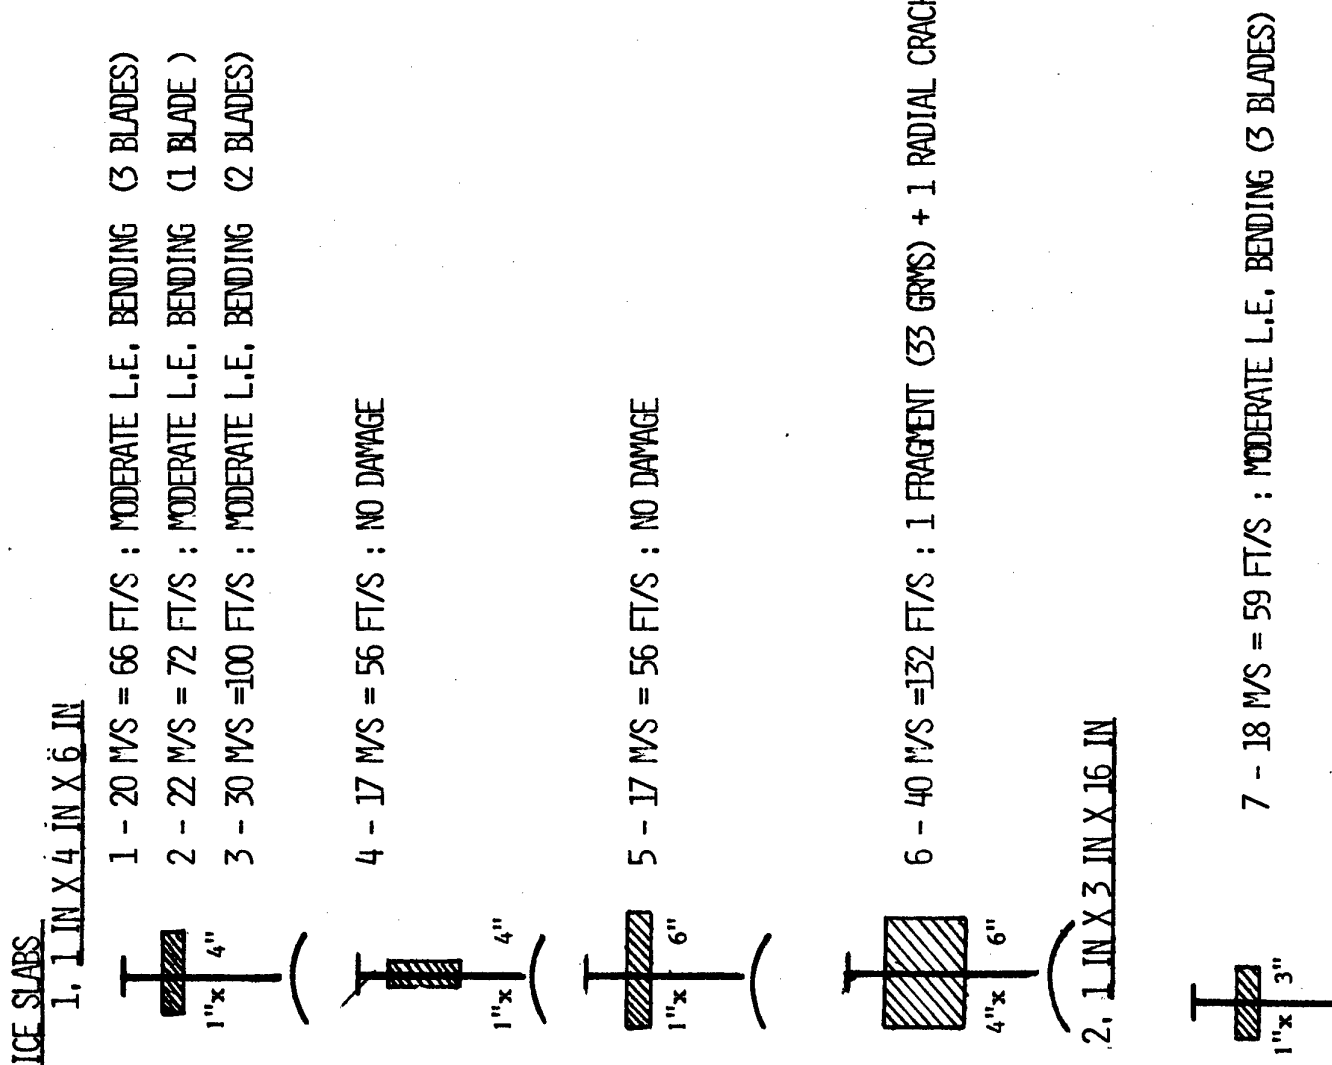 ICE SLABS
1. 1 IN X 4 IN X 6 IN
1"x 4"
1 - 20 M/S = 66 FT/S : MODERATE L.E. BENDING (3 BLADES)
2 - 22 M/S = 72 FT/S : MODERATE L.E. BENDING (1 BLADE )
3 - 30 M/S =100 FT/S : MODERATE L.E. BENDING (2 BLADES)
1"x 4"
4 - 17 M/S = 56 FT/S : NO DAMAGE
1"x 6"
5 - 17 M/S = 56 FT/S : NO DAMAGE
4"x 6"
6 - 40 M/S =132 FT/S : 1 FRAGMENT (33 GRMS) + 1 RADIAL CRACK
2. 1 IN X 3 IN X 16 IN
1"x 3"
7 - 18 M/S = 59 FT/S : MODERATE L.E. BENDING (3 BLADES)